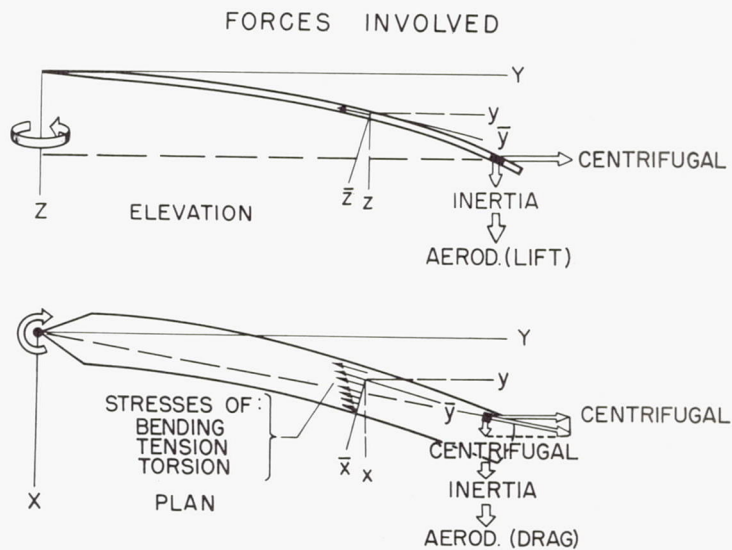 FORCES INVOLVED
Y
y
y̅
CENTRIFUGAL
z̅
z
Z
ELEVATION
INERTIA
AEROD.(LIFT)
Y
y
STRESSES OF:
BENDING
TENSION
TORSION
y̅
CENTRIFUGAL
x̅
x
CENTRIFUGAL
X
PLAN
INERTIA
AEROD. (DRAG)